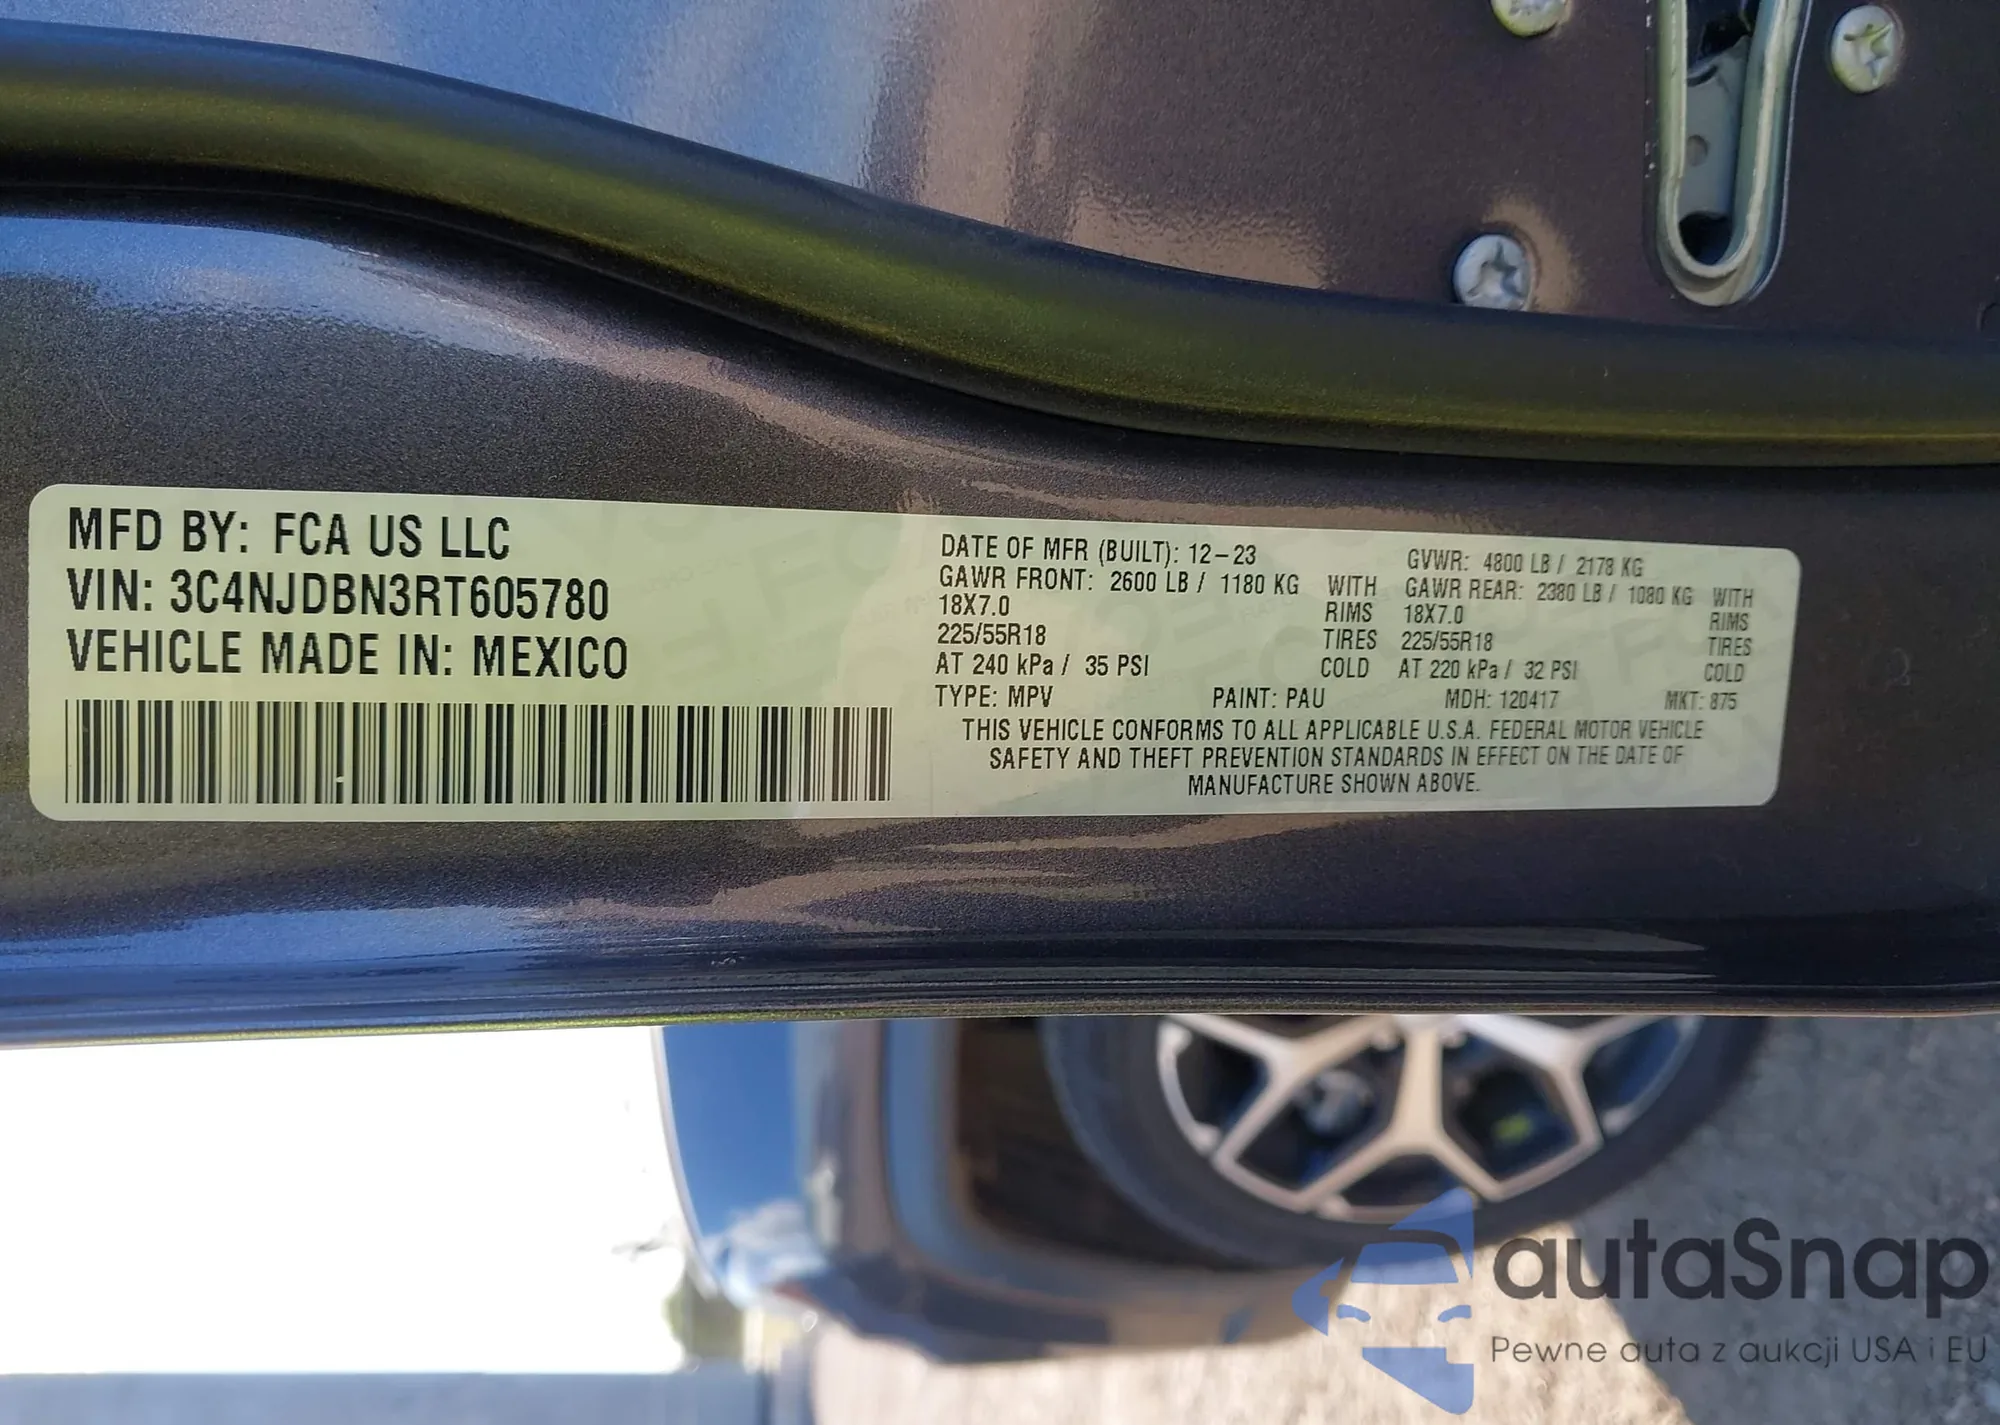 MFD BY: FCA US LLC
VIN: 3C4NJDBN3RT605780
VEHICLE MADE IN: MEXICO
DATE OF MFR (BUILT): 12-23 GVWR: 4800 LB / 2178 KG
GAWR FRONT: 2600 LB / 1180 KG WITH GAWR REAR: 2380 LB / 1080 KG WITH
18X7.0 RIMS 18X7.0 RIMS
225/55R18 TIRES 225/55R18 TIRES
AT 240 kPa / 35 PSI COLD AT 220 kPa / 32 PSI COLD
TYPE: MPV PAINT: PAU MDH: 120417 MKT: 875
THIS VEHICLE CONFORMS TO ALL APPLICABLE U.S.A. FEDERAL MOTOR VEHICLE
SAFETY AND THEFT PREVENTION STANDARDS IN EFFECT ON THE DATE OF
MANUFACTURE SHOWN ABOVE.
autaSnap
Pewne auta z aukcji USA i EU